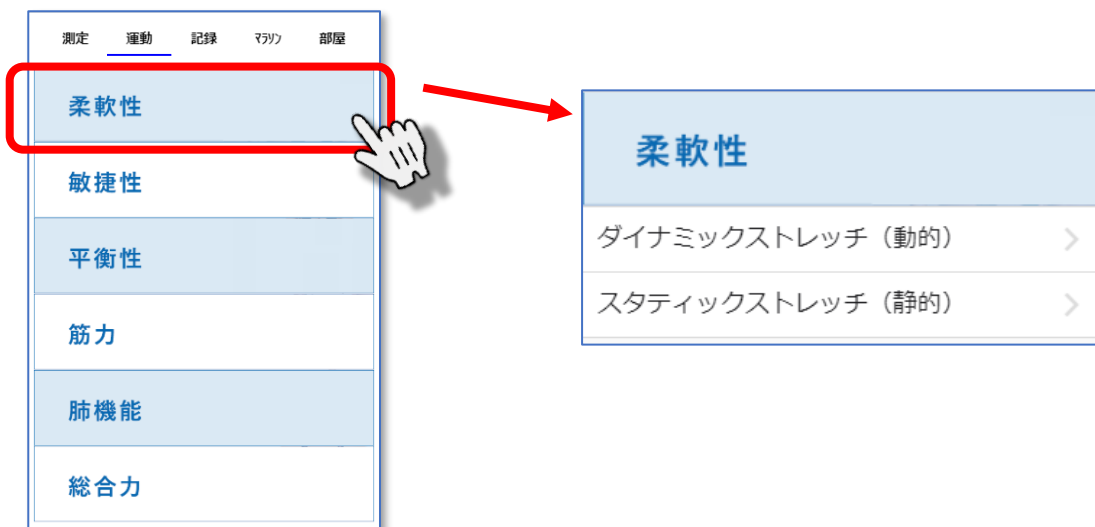 測定 運動 記録 ﾏﾗｿﾝ 部屋
柔軟性
敏捷性
平衡性
筋力
肺機能
総合力
柔軟性
ダイナミックストレッチ（動的）
スタティックストレッチ（静的）